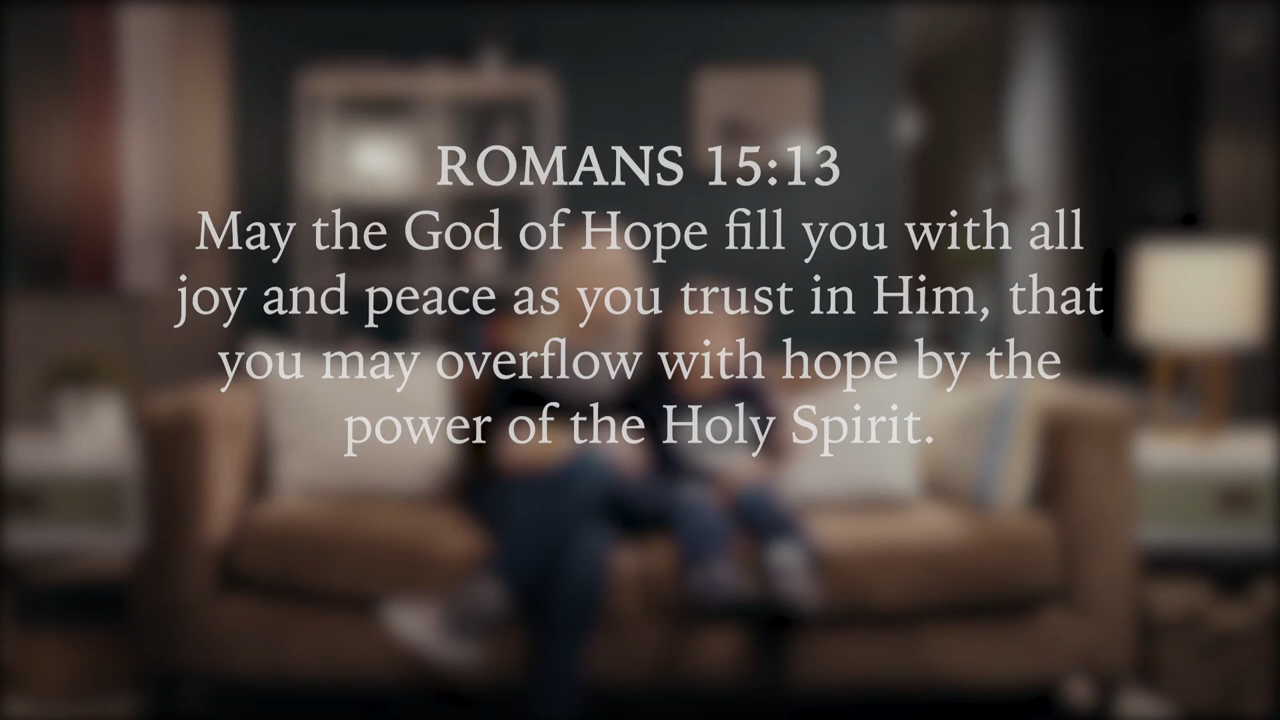 ROMANS 15:13
May the God of Hope fill you with all
joy and peace as you trust in Him, that
you may overflow with hope by the
power of the Holy Spirit.